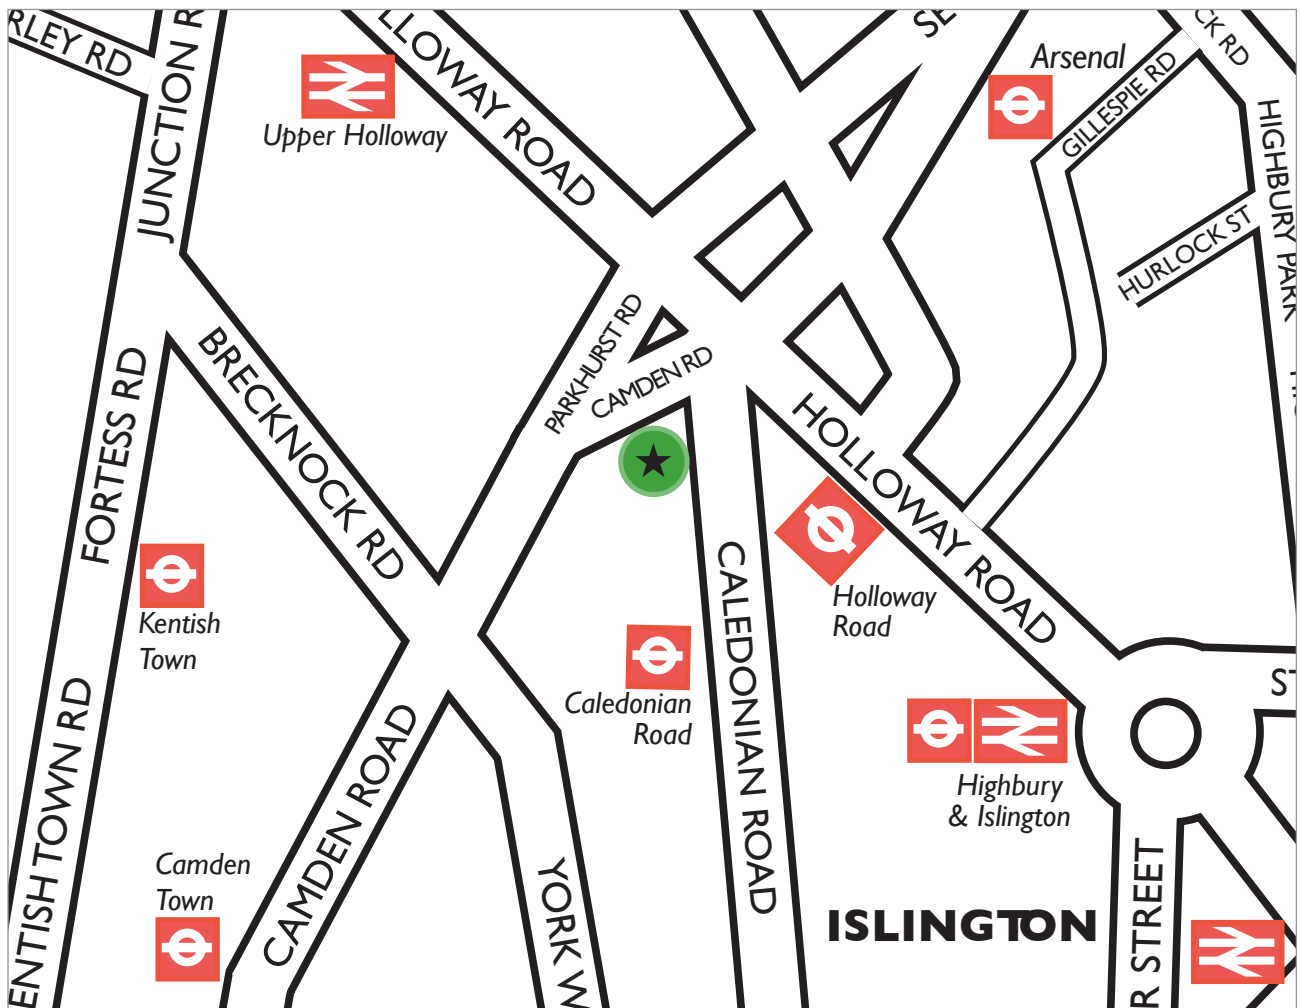 RLEY RD
JUNCTION R
LLOWAY ROAD
SE
CK RD
Arsenal
GILLESPIE RD
Upper Holloway
HIGHBURY PARK
HURLOCK ST
PARKHURST RD
CAMDEN RD
BRECKNOCK RD
FORTESS RD
HOLLOWAY ROAD
Kentish
Town
Holloway
Road
CALEDONIAN ROAD
Caledonian
Road
ST
ENTISH TOWN RD
CAMDEN ROAD
Highbury
& Islington
Camden
Town
YORK W
ISLINGTON
R STREET